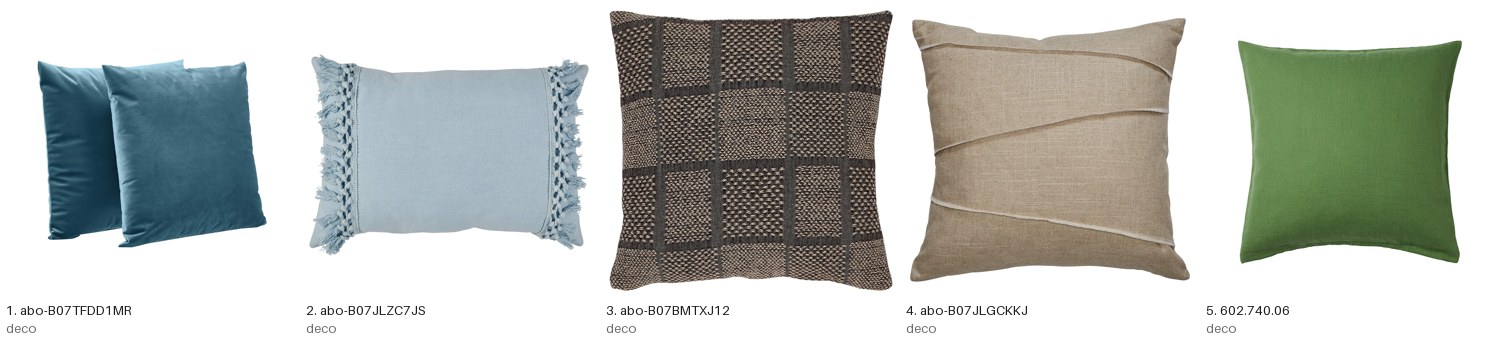 1. abo-B07TFDD1MR
deco
2. abo-B07JLZC7JS
deco
3. abo-B07BMTXJ12
deco
4. abo-B07JLGCKKJ
deco
5. 602.740.06
deco